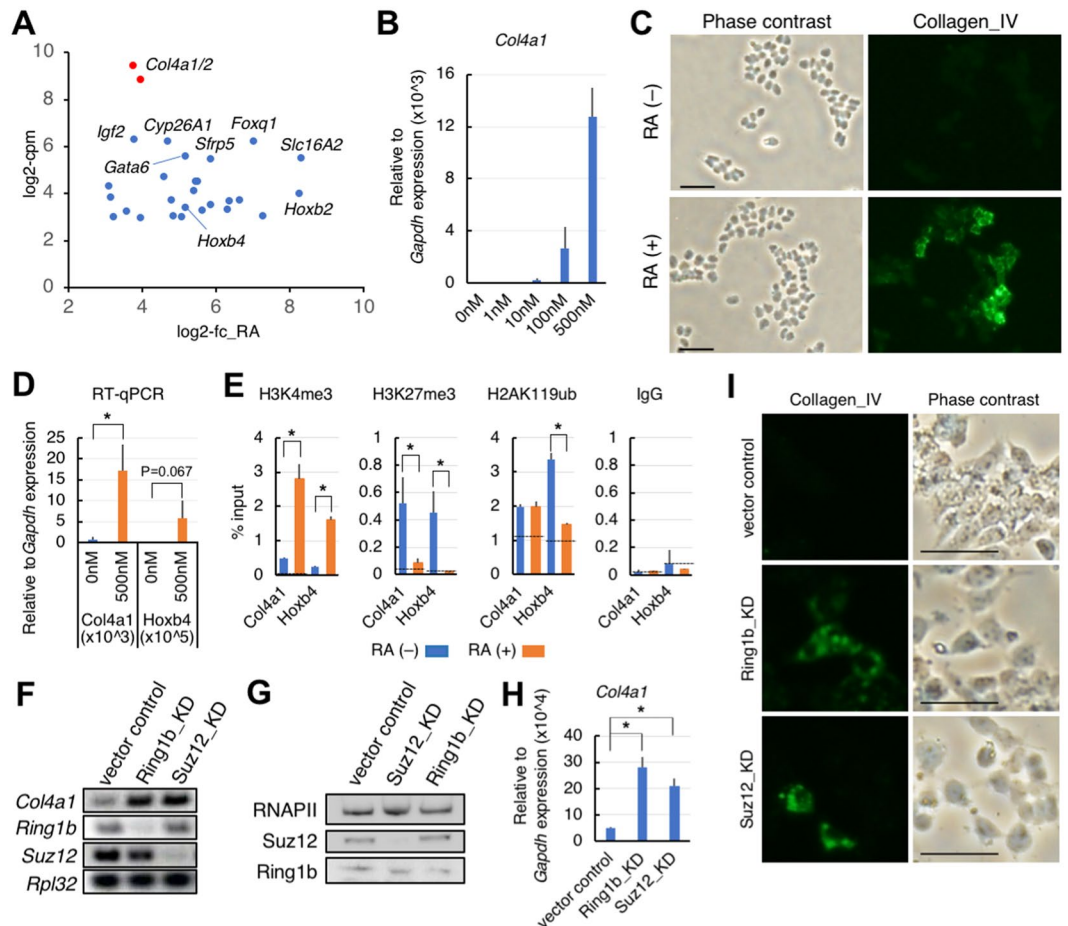 A
10
8
6
4
2
0
2
4
6
8
10
log2-cpm
log2-fc_RA
Col4a1/2
Igf2
Cyp26A1
Foxq1
Sfrp5
Slc16A2
Gata6
Hoxb2
Hoxb4
B
Col4a1
Relative to
Gapdh expression (x10^3)
16
12
8
4
0
0nM
1nM
10nM
100nM
500nM
C
Phase contrast
Collagen_IV
RA (−)
RA (+)
D
RT-qPCR
Relative to Gapdh expression
25
20
15
10
5
0
*
P=0.067
0nM
500nM
0nM
500nM
Col4a1
(x10^3)
Hoxb4
(x10^5)
E
H3K4me3
H3K27me3
H2AK119ub
IgG
% input
4
3
2
1
0
*
*
Col4a1
Hoxb4
1
0.8
0.6
0.4
0.2
0
*
*
Col4a1
Hoxb4
4
3
2
1
0
*
Col4a1
Hoxb4
1
0.8
0.6
0.4
0.2
0
Col4a1
Hoxb4
RA (−)
RA (+)
F
vector control
Ring1b_KD
Suz12_KD
Col4a1
Ring1b
Suz12
Rpl32
G
vector control
Suz12_KD
Ring1b_KD
RNAPII
Suz12
Ring1b
H
Col4a1
Relative to
Gapdh expression (x10^4)
40
30
20
10
0
*
*
vector control
Ring1b_KD
Suz12_KD
I
Collagen_IV
Phase contrast
vector control
Ring1b_KD
Suz12_KD